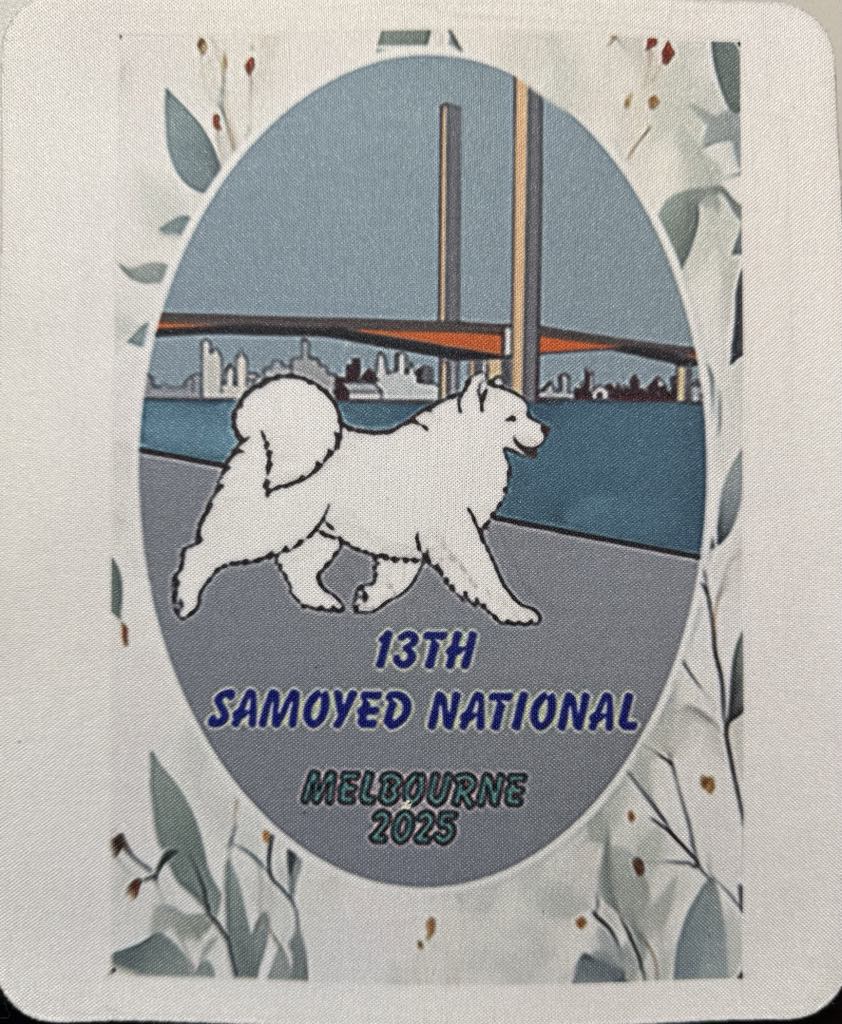 13TH
SAMOYED NATIONAL
MELBOURNE
2025